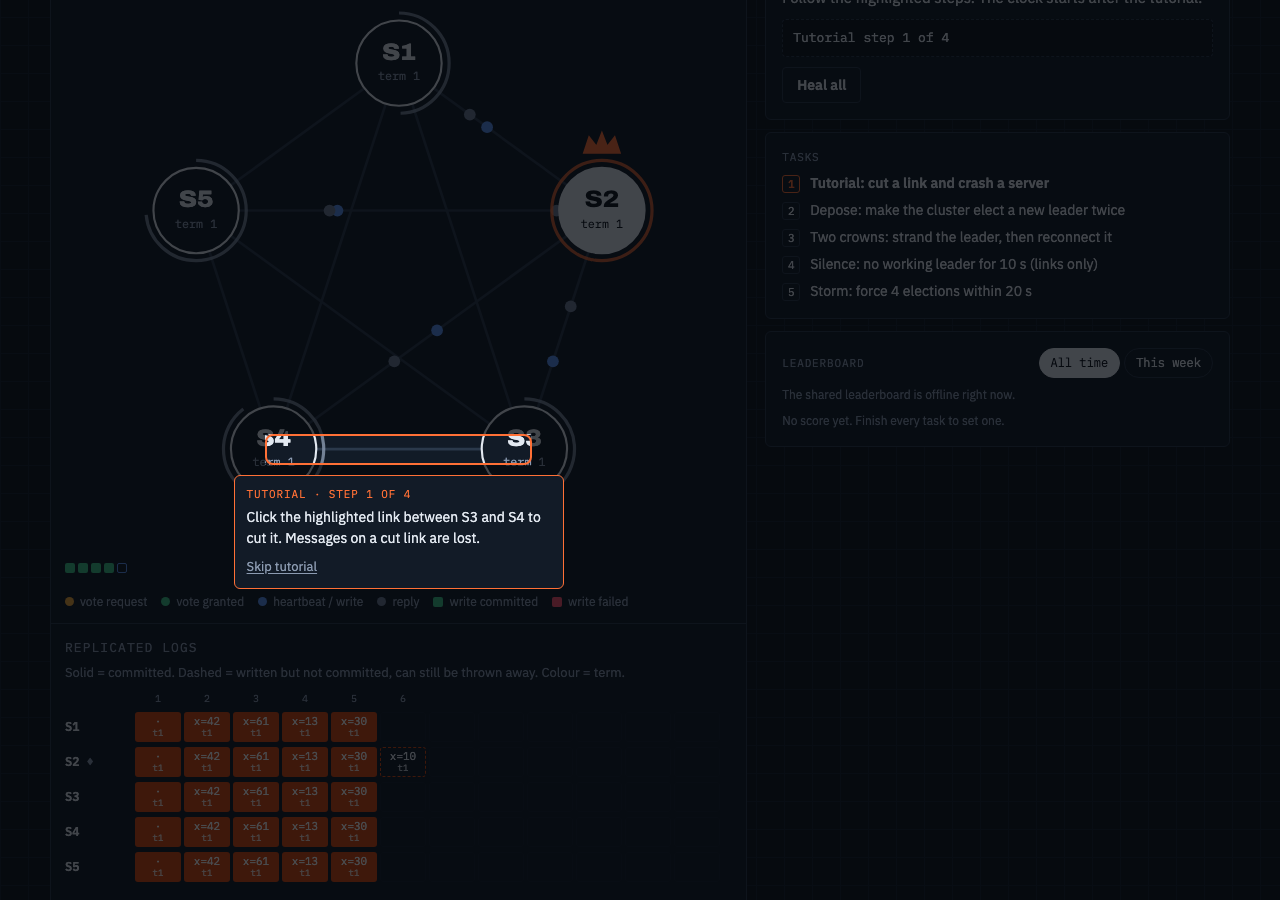 Follow the highlighted steps. The clock starts after the tutorial.
Tutorial step 1 of 4
Heal all
S1
term 1
S5
term 1
S2
term 1
S4
term 1
S3
term 1
TUTORIAL · STEP 1 OF 4
Click the highlighted link between S3 and S4 to
cut it. Messages on a cut link are lost.
Skip tutorial
vote request vote granted heartbeat / write reply write committed write failed
TASKS
1 Tutorial: cut a link and crash a server
2 Depose: make the cluster elect a new leader twice
3 Two crowns: strand the leader, then reconnect it
4 Silence: no working leader for 10 s (links only)
5 Storm: force 4 elections within 20 s
LEADERBOARD All time This week
The shared leaderboard is offline right now.
No score yet. Finish every task to set one.
REPLICATED LOGS
Solid = committed. Dashed = written but not committed, can still be thrown away. Colour = term.
1 2 3 4 5 6
S1 · x=42 x=61 x=13 x=30
t1 t1 t1 t1 t1
S2 ♦ · x=42 x=61 x=13 x=30 x=10
t1 t1 t1 t1 t1 t1
S3 · x=42 x=61 x=13 x=30
t1 t1 t1 t1 t1
S4 · x=42 x=61 x=13 x=30
t1 t1 t1 t1 t1
S5 · x=42 x=61 x=13 x=30
t1 t1 t1 t1 t1